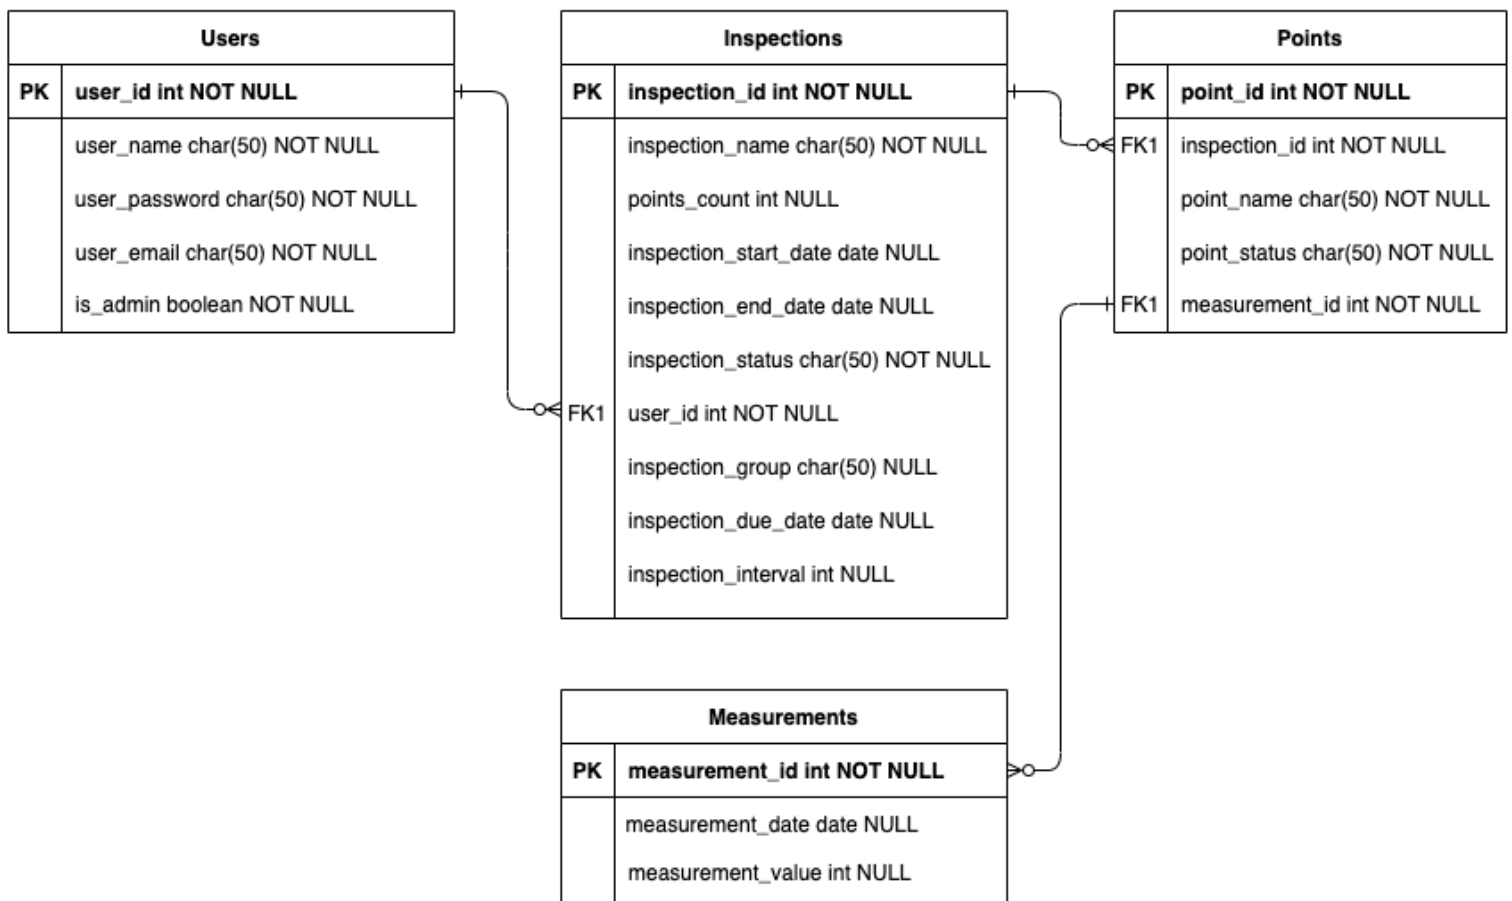 Users
PK user_id int NOT NULL
user_name char(50) NOT NULL
user_password char(50) NOT NULL
user_email char(50) NOT NULL
is_admin boolean NOT NULL
Inspections
PK inspection_id int NOT NULL
inspection_name char(50) NOT NULL
points_count int NULL
inspection_start_date date NULL
inspection_end_date date NULL
inspection_status char(50) NOT NULL
FK1 user_id int NOT NULL
inspection_group char(50) NULL
inspection_due_date date NULL
inspection_interval int NULL
Points
PK point_id int NOT NULL
FK1 inspection_id int NOT NULL
point_name char(50) NOT NULL
point_status char(50) NOT NULL
FK1 measurement_id int NOT NULL
Measurements
PK measurement_id int NOT NULL
measurement_date date NULL
measurement_value int NULL